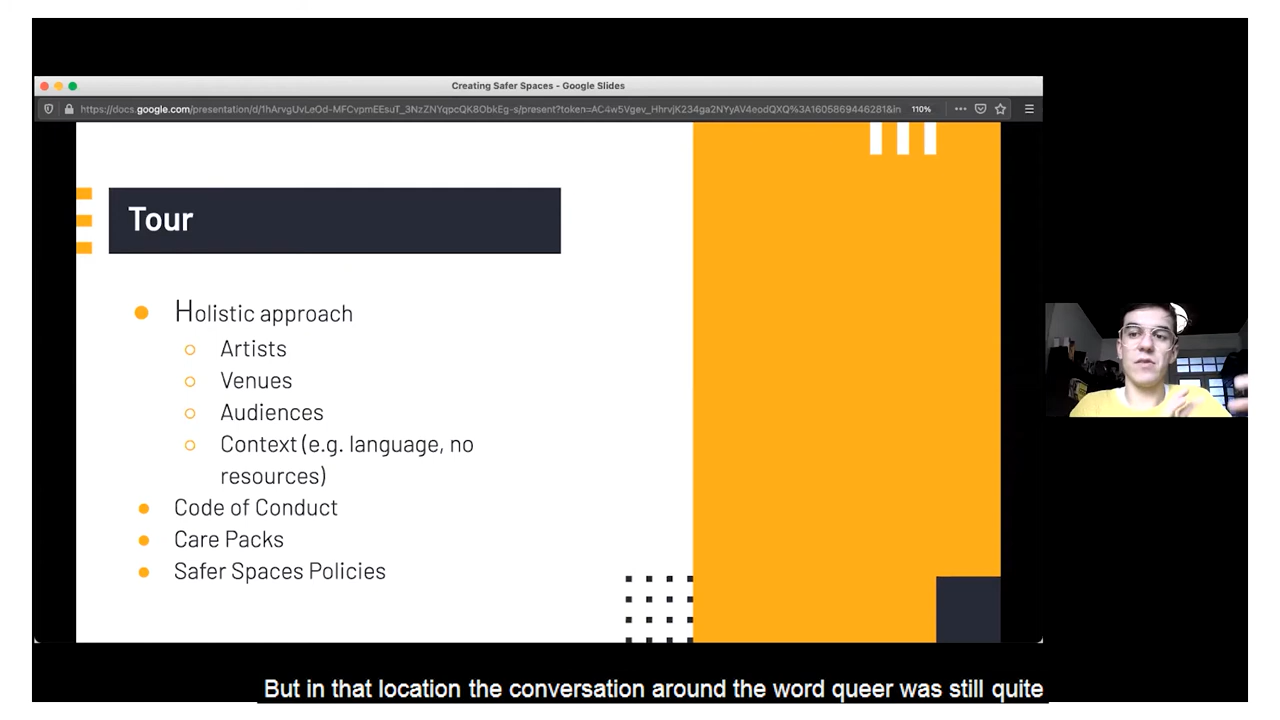 Creating Safer Spaces - Google Slides
110%
Tour
Holistic approach
Artists
Venues
Audiences
Context (e.g. language, no
resources)
Code of Conduct
Care Packs
Safer Spaces Policies
But in that location the conversation around the word queer was still quite